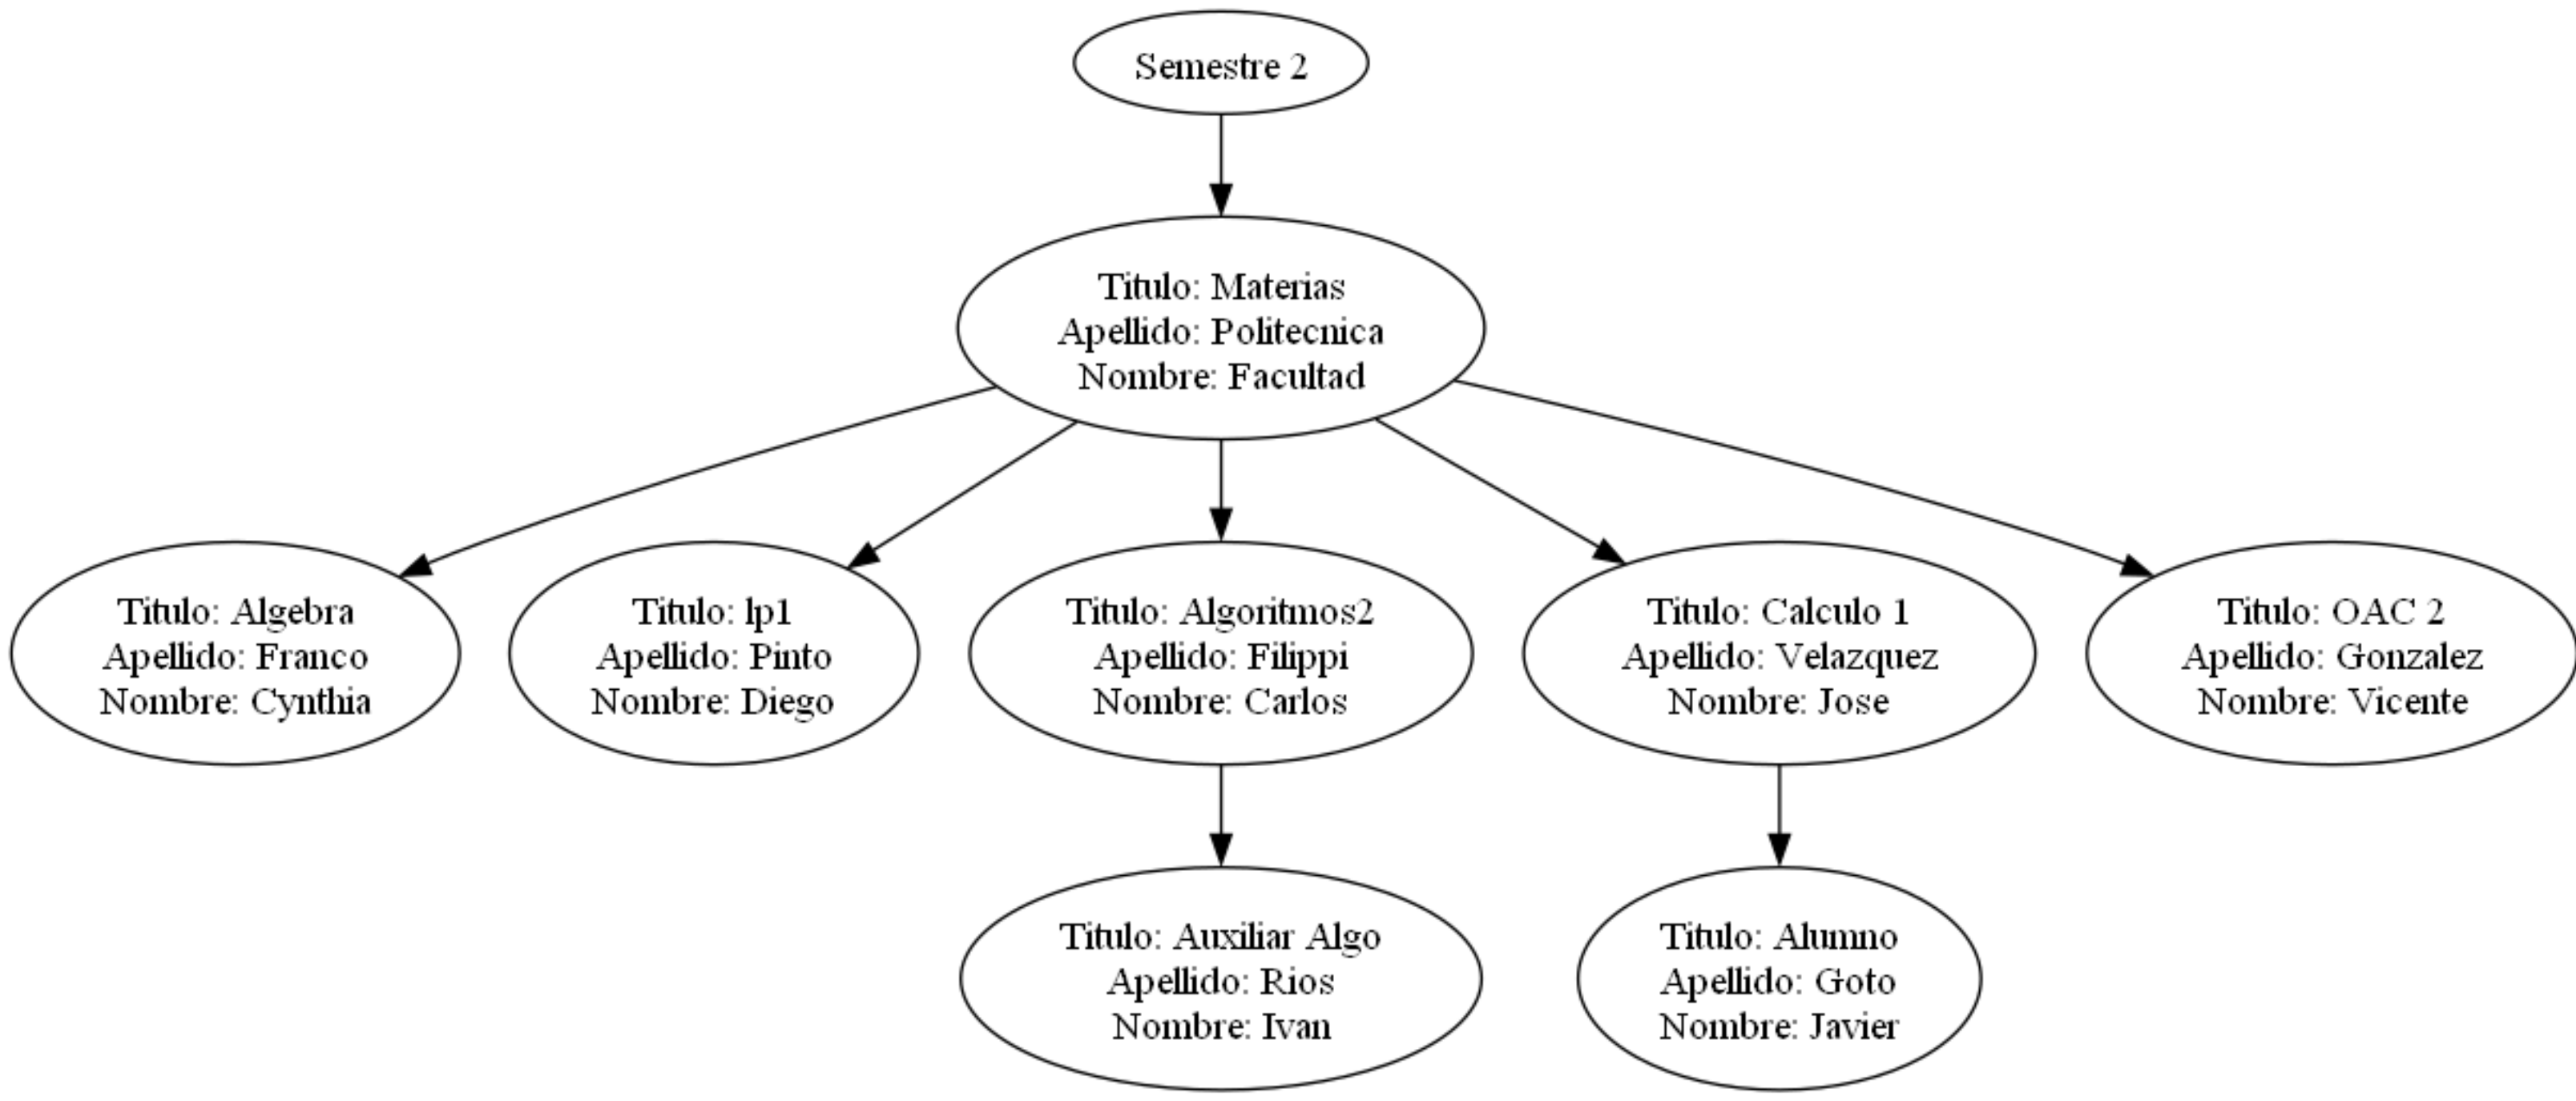 Semestre 2
Titulo: Materias
Apellido: Politecnica
Nombre: Facultad
Titulo: Algebra
Apellido: Franco
Nombre: Cynthia
Titulo: lp1
Apellido: Pinto
Nombre: Diego
Titulo: Algoritmos2
Apellido: Filippi
Nombre: Carlos
Titulo: Calculo 1
Apellido: Velazquez
Nombre: Jose
Titulo: OAC 2
Apellido: Gonzalez
Nombre: Vicente
Titulo: Auxiliar Algo
Apellido: Rios
Nombre: Ivan
Titulo: Alumno
Apellido: Goto
Nombre: Javier